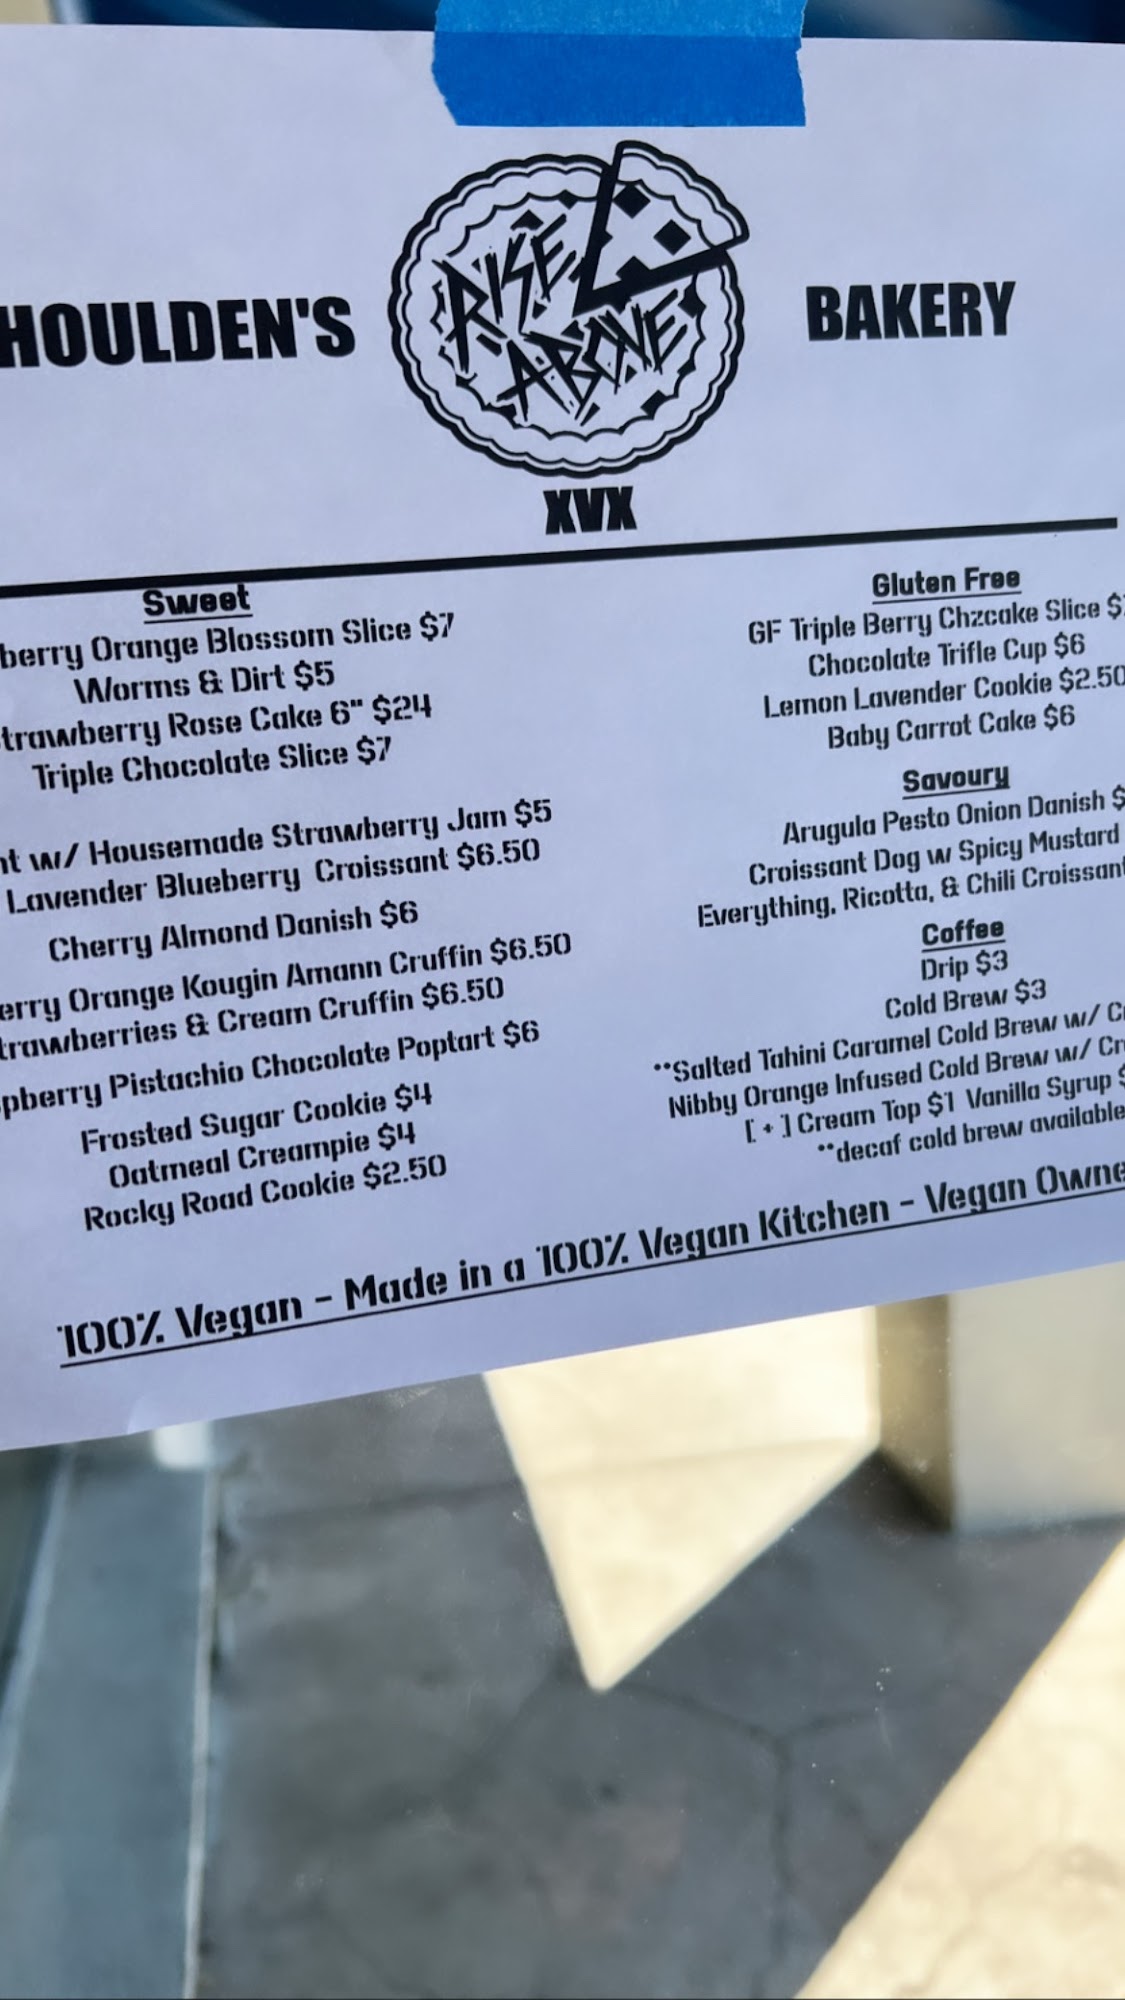 HOULDEN'S
RISE ABOVE
BAKERY
XVX
Sweet
berry Orange Blossom Slice $7
Worms & Dirt $5
trawberry Rose Cake 6" $24
Triple Chocolate Slice $7
nt w/ Housemade Strawberry Jam $5
Lavender Blueberry Croissant $6.50
Cherry Almond Danish $6
erry Orange Kougin Amann Cruffin $6.50
trawberries & Cream Cruffin $6.50
pberry Pistachio Chocolate Poptart $6
Frosted Sugar Cookie $4
Oatmeal Creampie $4
Rocky Road Cookie $2.50
Gluten Free
GF Triple Berry Chzcake Slice $
Chocolate Trifle Cup $6
Lemon Lavender Cookie $2.50
Baby Carrot Cake $6
Savoury
Arugula Pesto Onion Danish $
Croissant Dog w Spicy Mustard
Everything, Ricotta, & Chili Croissant
Coffee
Drip $3
Cold Brew $3
**Salted Tahini Caramel Cold Brew w/ C
Nibby Orange Infused Cold Brew w/ Cr
[ + ] Cream Top $1 Vanilla Syrup $
**decaf cold brew available
100% Vegan - Made in a 100% Vegan Kitchen - Vegan Owne